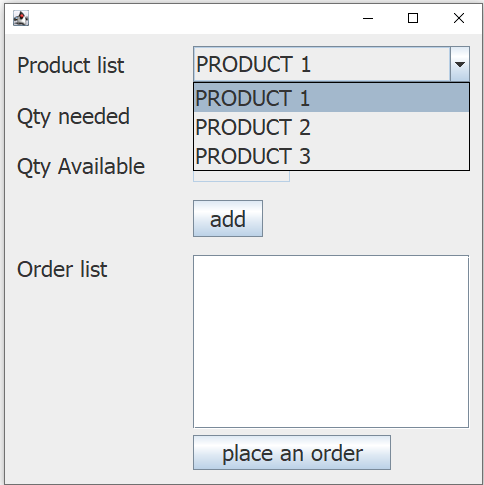 Product list
PRODUCT 1
PRODUCT 1
PRODUCT 2
PRODUCT 3
Qty needed
Qty Available
add
Order list
place an order